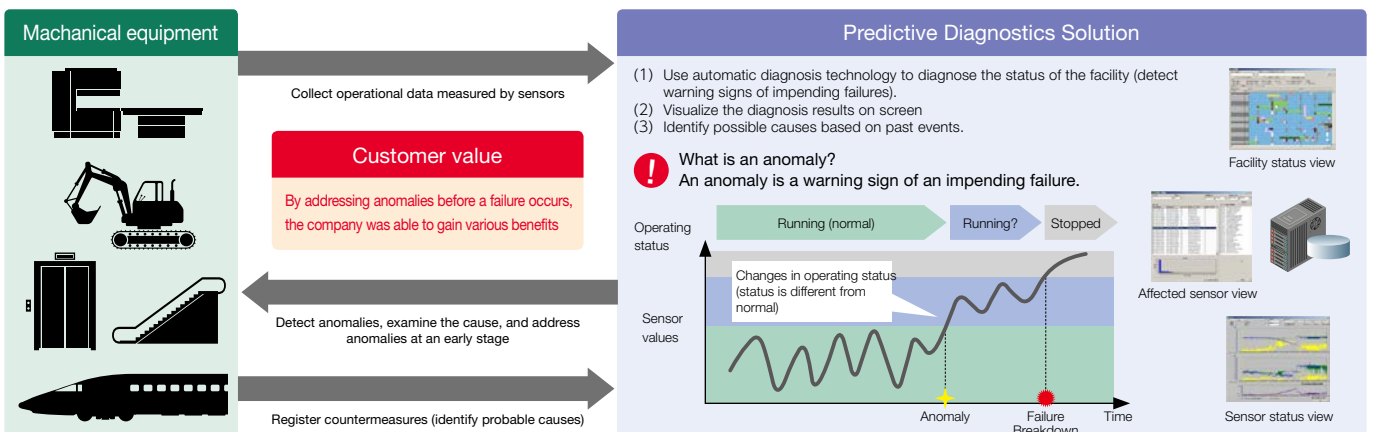 Machanical equipment
Collect operational data measured by sensors
Customer value
By addressing anomalies before a failure occurs,
the company was able to gain various benefits
Detect anomalies, examine the cause, and address
anomalies at an early stage
Register countermeasures (identify probable causes)
Predictive Diagnostics Solution
(1) Use automatic diagnosis technology to diagnose the status of the facility (detect
warning signs of impending failures).
(2) Visualize the diagnosis results on screen
(3) Identify possible causes based on past events.
!
What is an anomaly?
An anomaly is a warning sign of an impending failure.
Operating
status
Running (normal)
Running?
Stopped
Changes in operating status
(status is different from
normal)
Sensor
values
Anomaly
Failure
Breakdown
Time
Facility status view
Affected sensor view
Sensor status view